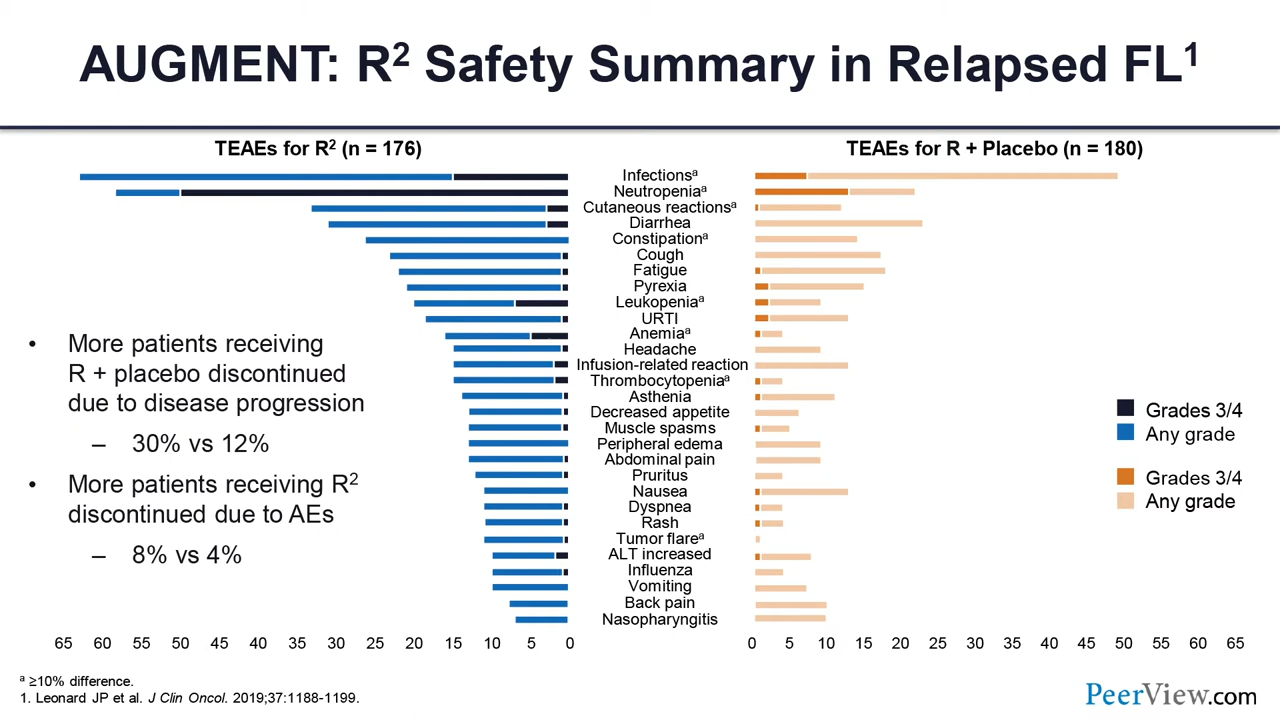 AUGMENT: R² Safety Summary in Relapsed FL¹
TEAEs for R² (n = 176)
TEAEs for R + Placebo (n = 180)
Infectionsᵃ
Neutropeniaᵃ
Cutaneous reactionsᵃ
Diarrhea
Constipationᵃ
Cough
Fatigue
Pyrexia
Leukopeniaᵃ
URTI
Anemiaᵃ
Headache
Infusion-related reaction
Thrombocytopeniaᵃ
Asthenia
Decreased appetite
Muscle spasms
Peripheral edema
Abdominal pain
Pruritus
Nausea
Dyspnea
Rash
Tumor flareᵃ
ALT increased
Influenza
Vomiting
Back pain
Nasopharyngitis
• More patients receiving
R + placebo discontinued
due to disease progression
– 30% vs 12%
• More patients receiving R²
discontinued due to AEs
– 8% vs 4%
Grades 3/4
Any grade
Grades 3/4
Any grade
65 60 55 50 45 40 35 30 25 20 15 10 5 0
0 5 10 15 20 25 30 35 40 45 50 55 60 65
ᵃ ≥10% difference.
1. Leonard JP et al. J Clin Oncol. 2019;37:1188-1199.
PeerView.com